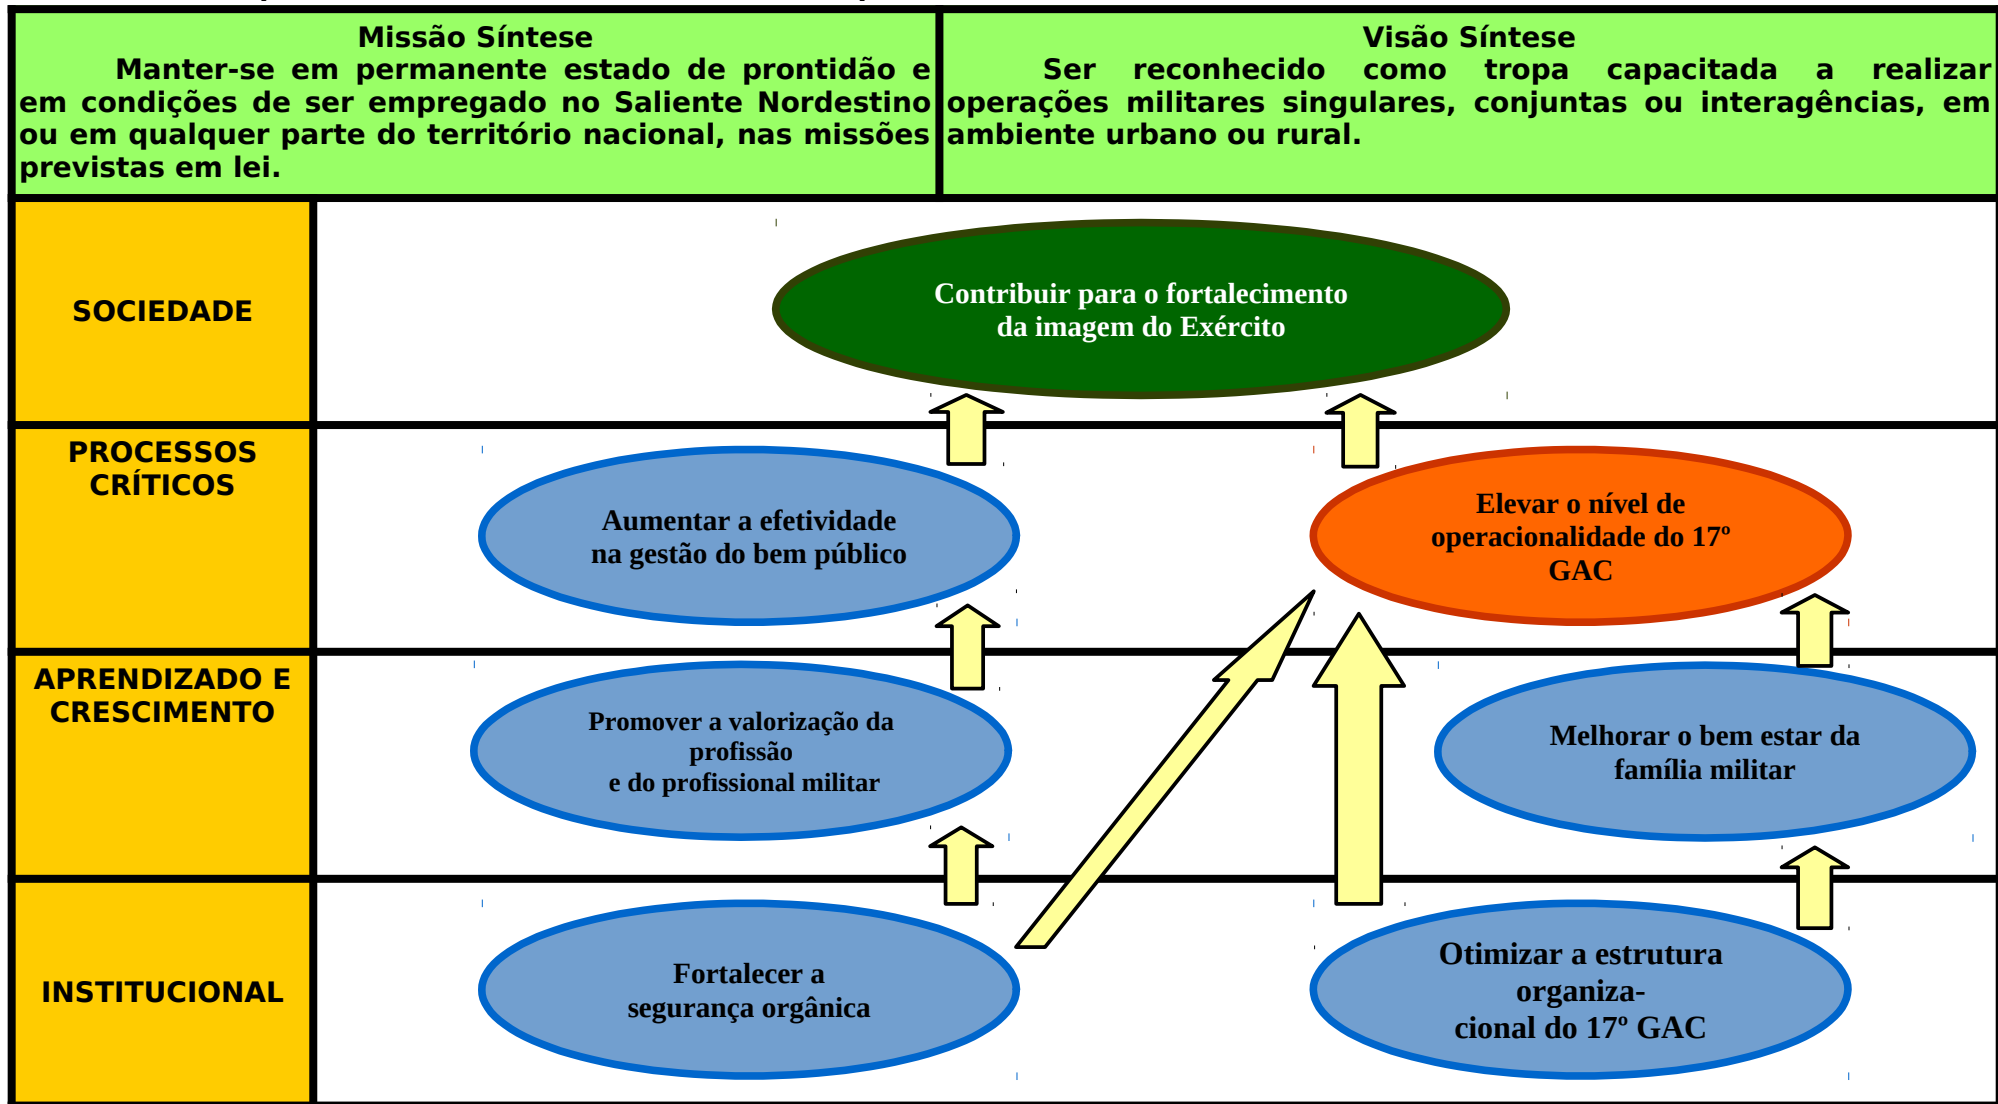 Missão Síntese
Manter-se em permanente estado de prontidão e
em condições de ser empregado no Saliente Nordestino
ou em qualquer parte do território nacional, nas missões
previstas em lei.
Visão Síntese
Ser reconhecido como tropa capacitada a realizar
operações militares singulares, conjuntas ou interagências, em
ambiente urbano ou rural.
SOCIEDADE
Contribuir para o fortalecimento
da imagem do Exército
PROCESSOS
CRÍTICOS
Aumentar a efetividade
na gestão do bem público
Elevar o nível de
operacionalidade do 17º
GAC
APRENDIZADO E
CRESCIMENTO
Promover a valorização da
profissão
e do profissional militar
Melhorar o bem estar da
família militar
INSTITUCIONAL
Fortalecer a
segurança orgânica
Otimizar a estrutura
organiza-
cional do 17º GAC